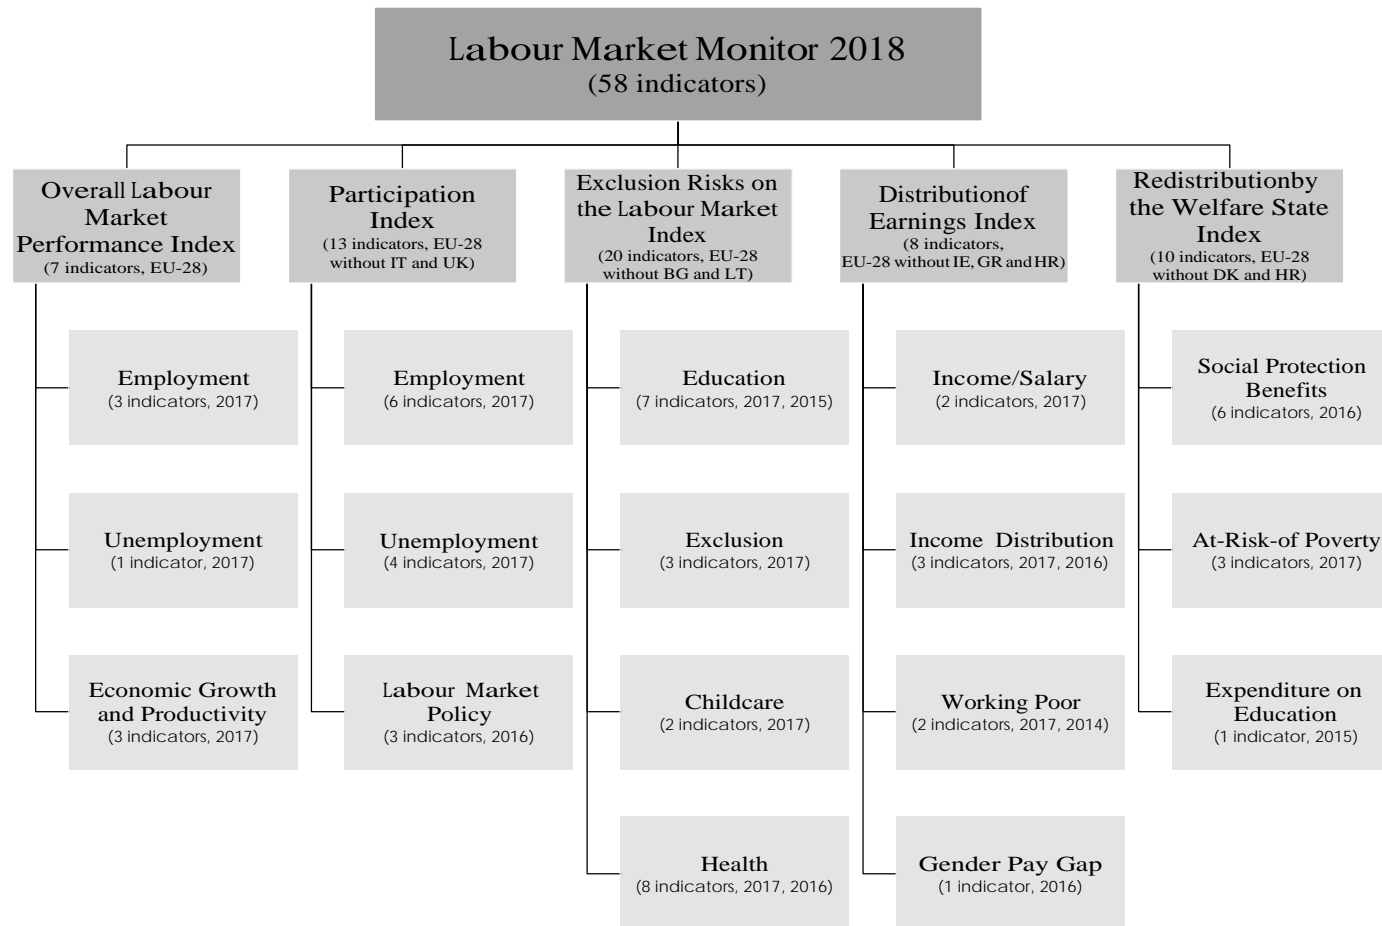 Labour Market Monitor 2018
(58 indicators)
Overall Labour
Market
Performance Index
(7 indicators, EU-28)
Employment
(3 indicators, 2017)
Unemployment
(1 indicator, 2017)
Economic Growth
and Productivity
(3 indicators, 2017)
Participation
Index
(13 indicators, EU-28
without IT and UK)
Employment
(6 indicators, 2017)
Unemployment
(4 indicators, 2017)
Labour Market
Policy
(3 indicators, 2016)
Exclusion Risks on
the Labour Market
Index
(20 indicators, EU-28
without BG and LT)
Education
(7 indicators, 2017, 2015)
Exclusion
(3 indicators, 2017)
Childcare
(2 indicators, 2017)
Health
(8 indicators, 2017, 2016)
Distributionof
Earnings Index
(8 indicators,
EU-28 without IE, GR and HR)
Income/Salary
(2 indicators, 2017)
Income Distribution
(3 indicators, 2017, 2016)
Working Poor
(2 indicators, 2017, 2014)
Gender Pay Gap
(1 indicator, 2016)
Redistributionby
the Welfare State
Index
(10 indicators, EU-28
without DK and HR)
Social Protection
Benefits
(6 indicators, 2016)
At-Risk-of Poverty
(3 indicators, 2017)
Expenditure on
Education
(1 indicator, 2015)